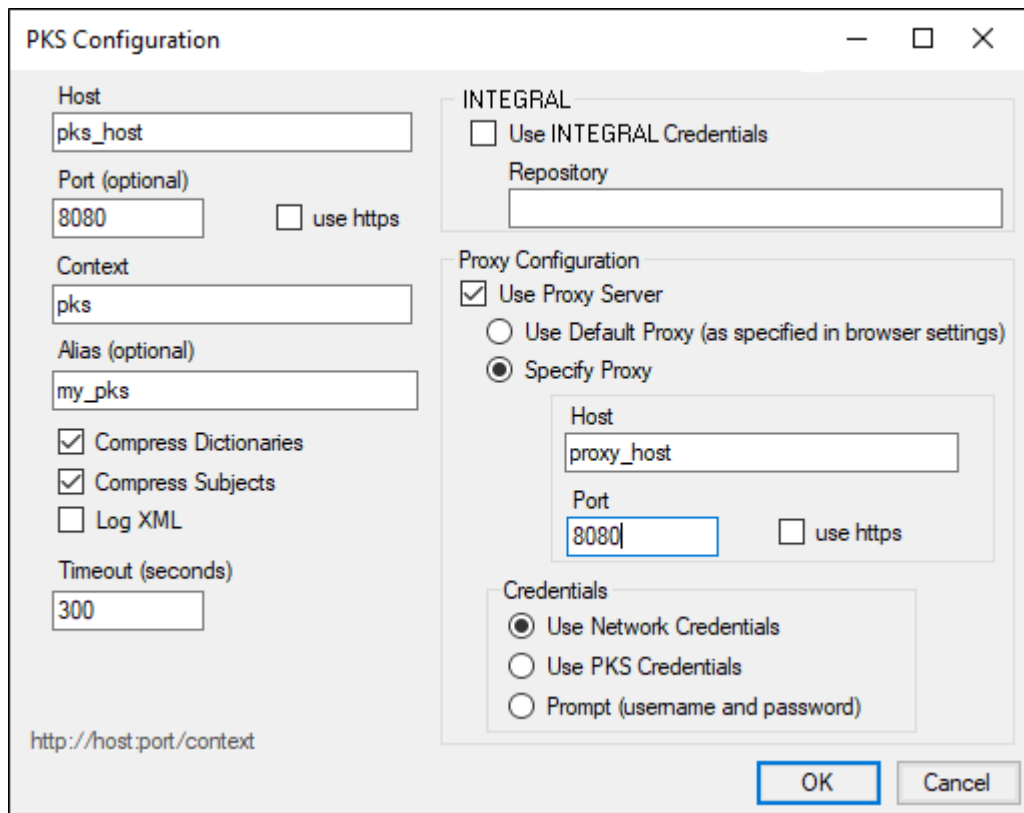 PKS Configuration
Host
pks_host
Port (optional)
8080
use https
Context
pks
Alias (optional)
my_pks
Compress Dictionaries
Compress Subjects
Log XML
Timeout (seconds)
300
http://host:port/context
INTEGRAL
Use INTEGRAL Credentials
Repository
Proxy Configuration
Use Proxy Server
Use Default Proxy (as specified in browser settings)
Specify Proxy
Host
proxy_host
Port
8080
use https
Credentials
Use Network Credentials
Use PKS Credentials
Prompt (username and password)
OK
Cancel